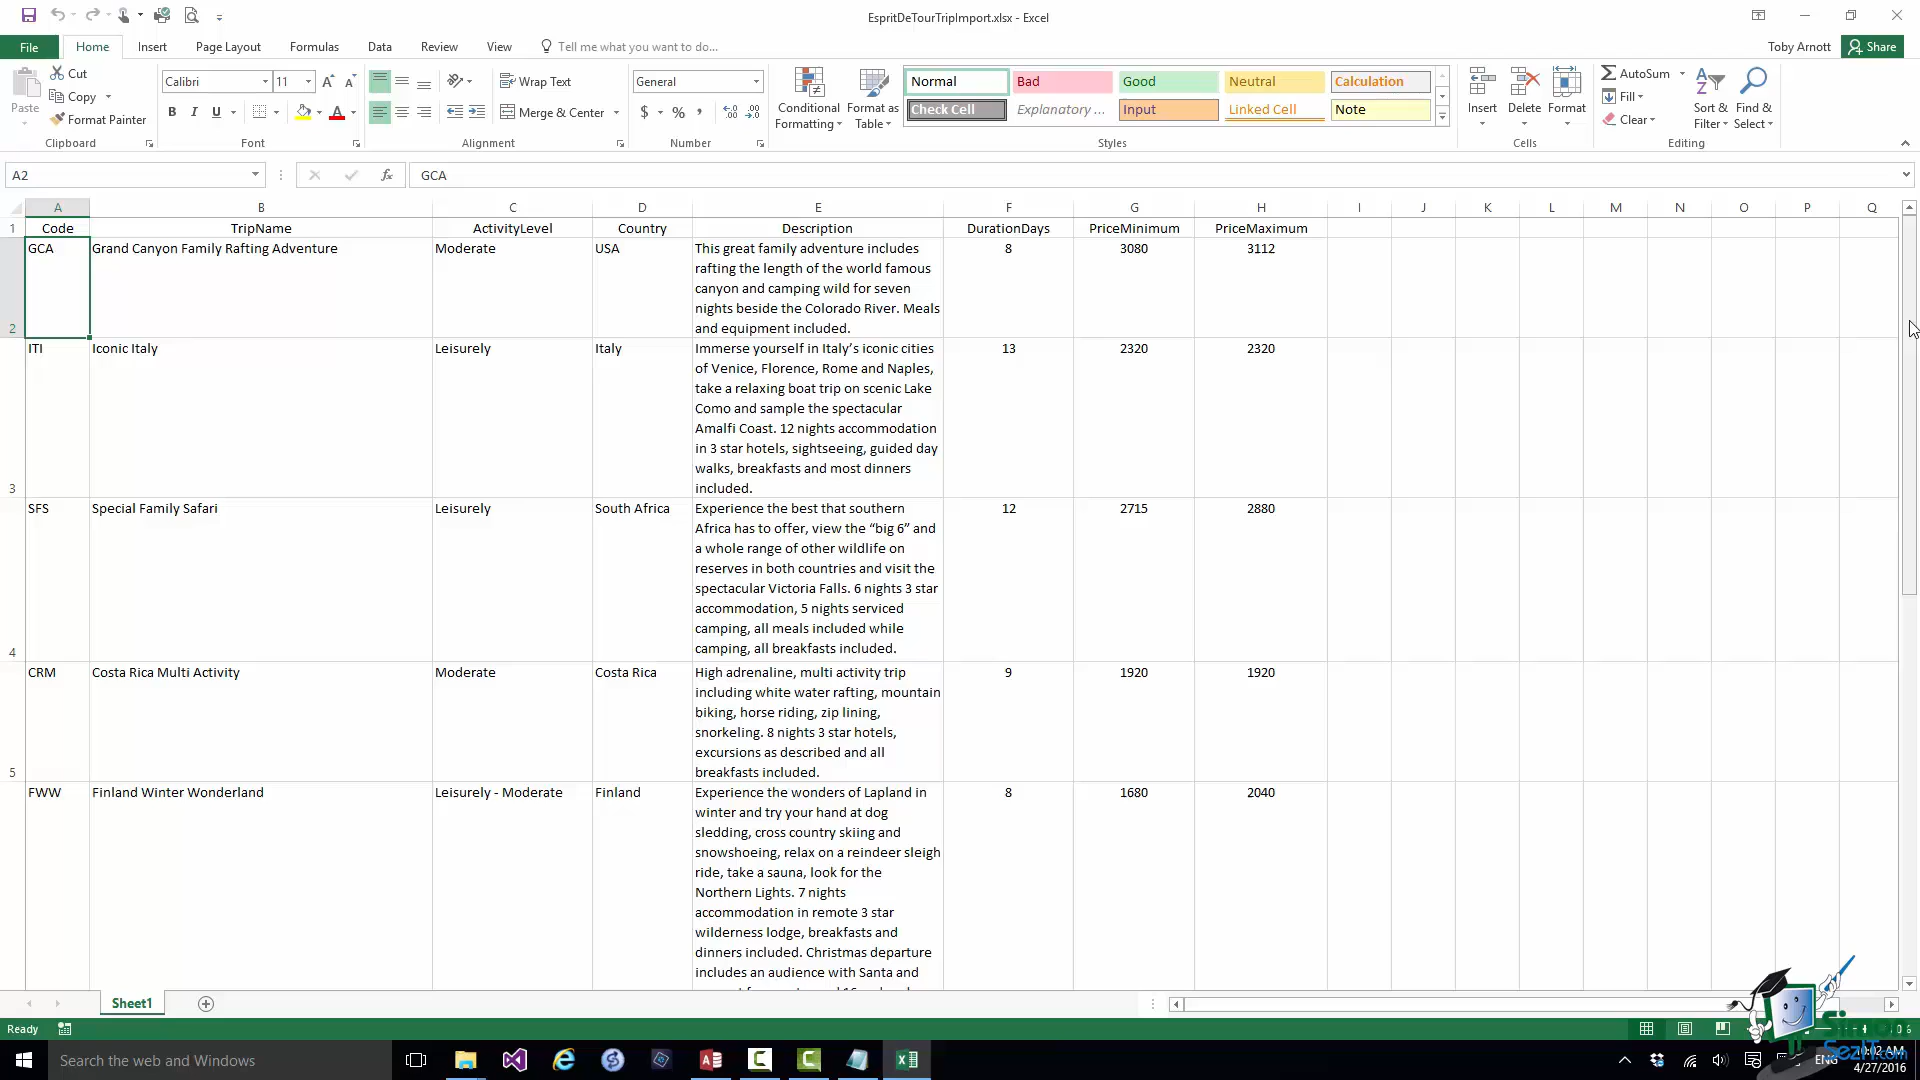 EspritDeTourTripImport.xlsx - Excel
File Home Insert Page Layout Formulas Data Review View Tell me what you want to do... Toby Arnott Share
Paste
Cut
Copy
Format Painter
Clipboard
Calibri 11
B I U
Font
Wrap Text
Merge & Center
Alignment
General
$ % ,
Number
Conditional Formatting
Format as Table
Normal Bad Good Neutral Calculation
Check Cell Explanatory ... Input Linked Cell Note
Styles
Insert Delete Format
Cells
AutoSum
Fill
Clear
Sort & Filter
Find & Select
Editing
A2 fx GCA
A B C D E F G H I J K L M N O P Q
1 Code TripName ActivityLevel Country Description DurationDays PriceMinimum PriceMaximum
GCA Grand Canyon Family Rafting Adventure Moderate USA This great family adventure includes 8 3080 3112
rafting the length of the world famous
canyon and camping wild for seven
nights beside the Colorado River. Meals
2 and equipment included.
ITI Iconic Italy Leisurely Italy Immerse yourself in Italy’s iconic cities 13 2320 2320
of Venice, Florence, Rome and Naples,
take a relaxing boat trip on scenic Lake
Como and sample the spectacular
Amalfi Coast. 12 nights accommodation
in 3 star hotels, sightseeing, guided day
walks, breakfasts and most dinners
3 included.
SFS Special Family Safari Leisurely South Africa Experience the best that southern 12 2715 2880
Africa has to offer, view the “big 6” and
a whole range of other wildlife on
reserves in both countries and visit the
spectacular Victoria Falls. 6 nights 3 star
accommodation, 5 nights serviced
camping, all meals included while
4 camping, all breakfasts included.
CRM Costa Rica Multi Activity Moderate Costa Rica High adrenaline, multi activity trip 9 1920 1920
including white water rafting, mountain
biking, horse riding, zip lining,
snorkeling. 8 nights 3 star hotels,
excursions as described and all
5 breakfasts included.
FWW Finland Winter Wonderland Leisurely - Moderate Finland Experience the wonders of Lapland in 8 1680 2040
winter and try your hand at dog
sledding, cross country skiing and
snowshoeing, relax on a reindeer sleigh
ride, take a sauna, look for the
Northern Lights. 7 nights
accommodation in remote 3 star
wilderness lodge, breakfasts and
dinners included. Christmas departure
includes an audience with Santa and
Sheet1
Ready
Search the web and Windows
ENG
10:02 AM
4/27/2016
SezIT.com